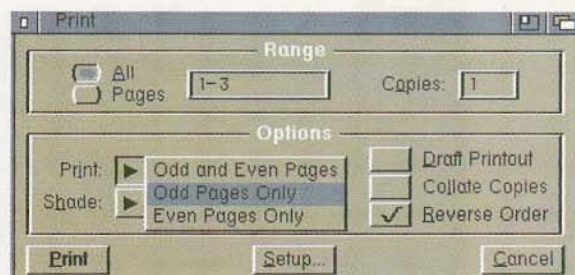 Print
Range
All
Pages
1-3
Copies: 1
Options
Print: Odd and Even Pages
Odd Pages Only
Even Pages Only
Shade:
Draft Printout
Collate Copies
Reverse Order
Print
Setup...
Cancel